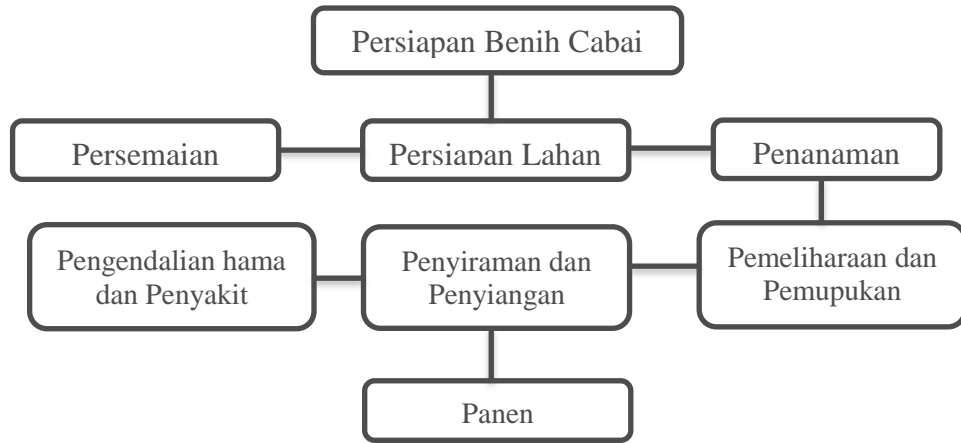 Persiapan Benih Cabai
Persemaian
Persiapan Lahan
Penanaman
Pengendalian hama
dan Penyakit
Penyiraman dan
Penyiangan
Pemeliharaan dan
Pemupukan
Panen